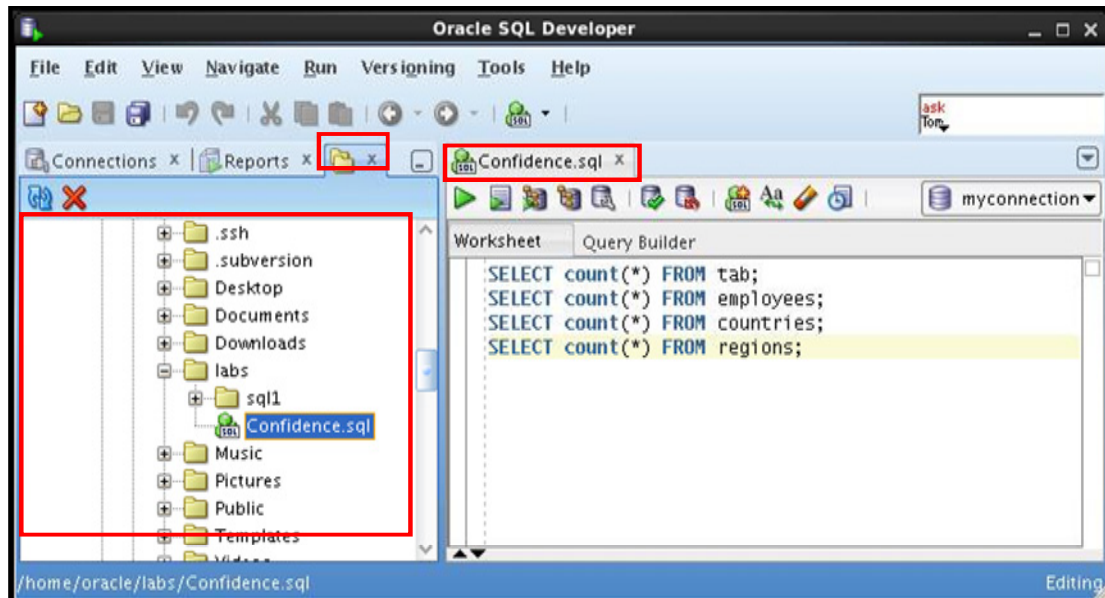 Oracle SQL Developer
File Edit View Navigate Run Versioning Tools Help
ask
Tom
Connections Reports Confidence.sql
myconnection
.ssh
.subversion
Desktop
Documents
Downloads
labs
sql1
Confidence.sql
Music
Pictures
Public
Templates
Videos
Worksheet Query Builder
SELECT count(*) FROM tab;
SELECT count(*) FROM employees;
SELECT count(*) FROM countries;
SELECT count(*) FROM regions;
/home/oracle/labs/Confidence.sql Editing